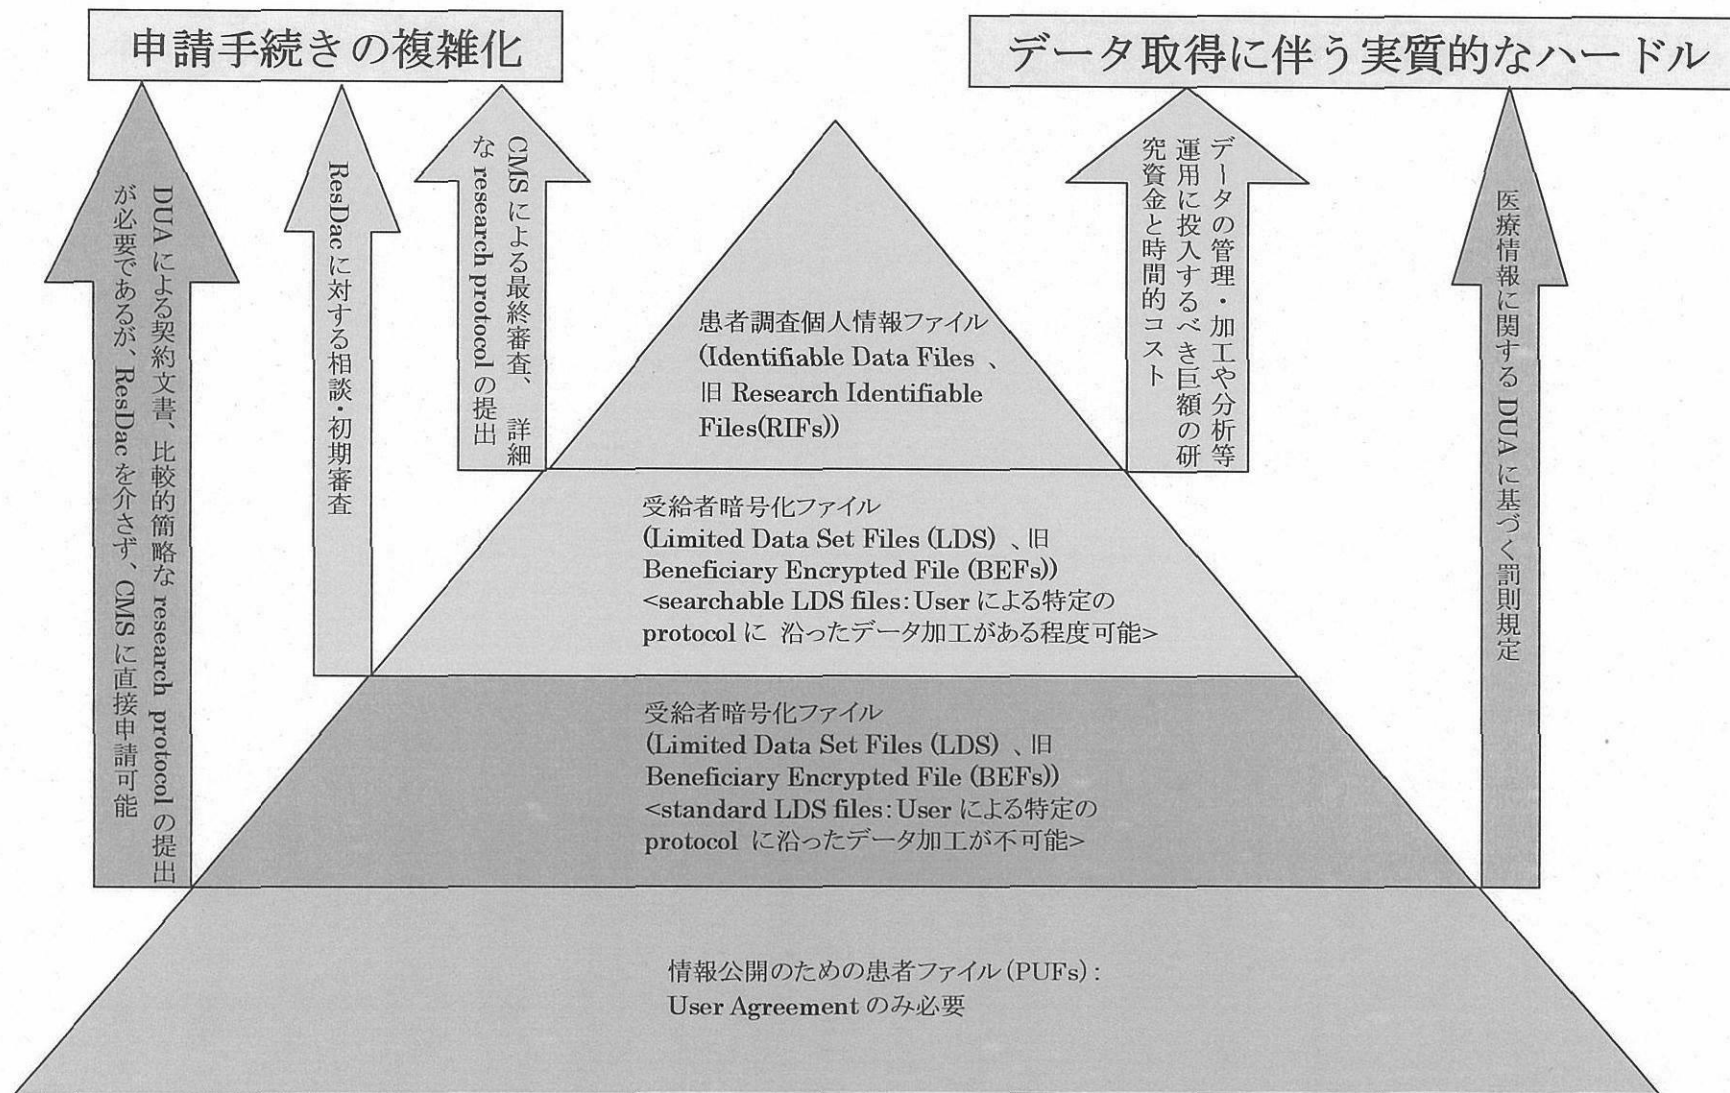 申請手続きの複雑化
データ取得に伴う実質的なハードル
DUA による契約文書、比較的簡略な research protocol の提出
が必要であるが、ResDac を介さず、CMS に直接申請可能
ResDac に対する相談・初期審査
CMS による最終審査、 詳細
な research protocol の提出
データの管理・加工や分析等
運用に投入するべき巨額の研
究資金と時間的コスト
医療情報に関する DUA に基づく罰則規定
患者調査個人情報ファイル
(Identifiable Data Files 、
旧 Research Identifiable
Files(RIFs))
受給者暗号化ファイル
(Limited Data Set Files (LDS) 、旧
Beneficiary Encrypted File (BEFs))
<searchable LDS files: User による特定の
protocol に 沿ったデータ加工がある程度可能>
受給者暗号化ファイル
(Limited Data Set Files (LDS) 、旧
Beneficiary Encrypted File (BEFs))
<standard LDS files: User による特定の
protocol に沿ったデータ加工が不可能>
情報公開のための患者ファイル (PUFs) :
User Agreement のみ必要